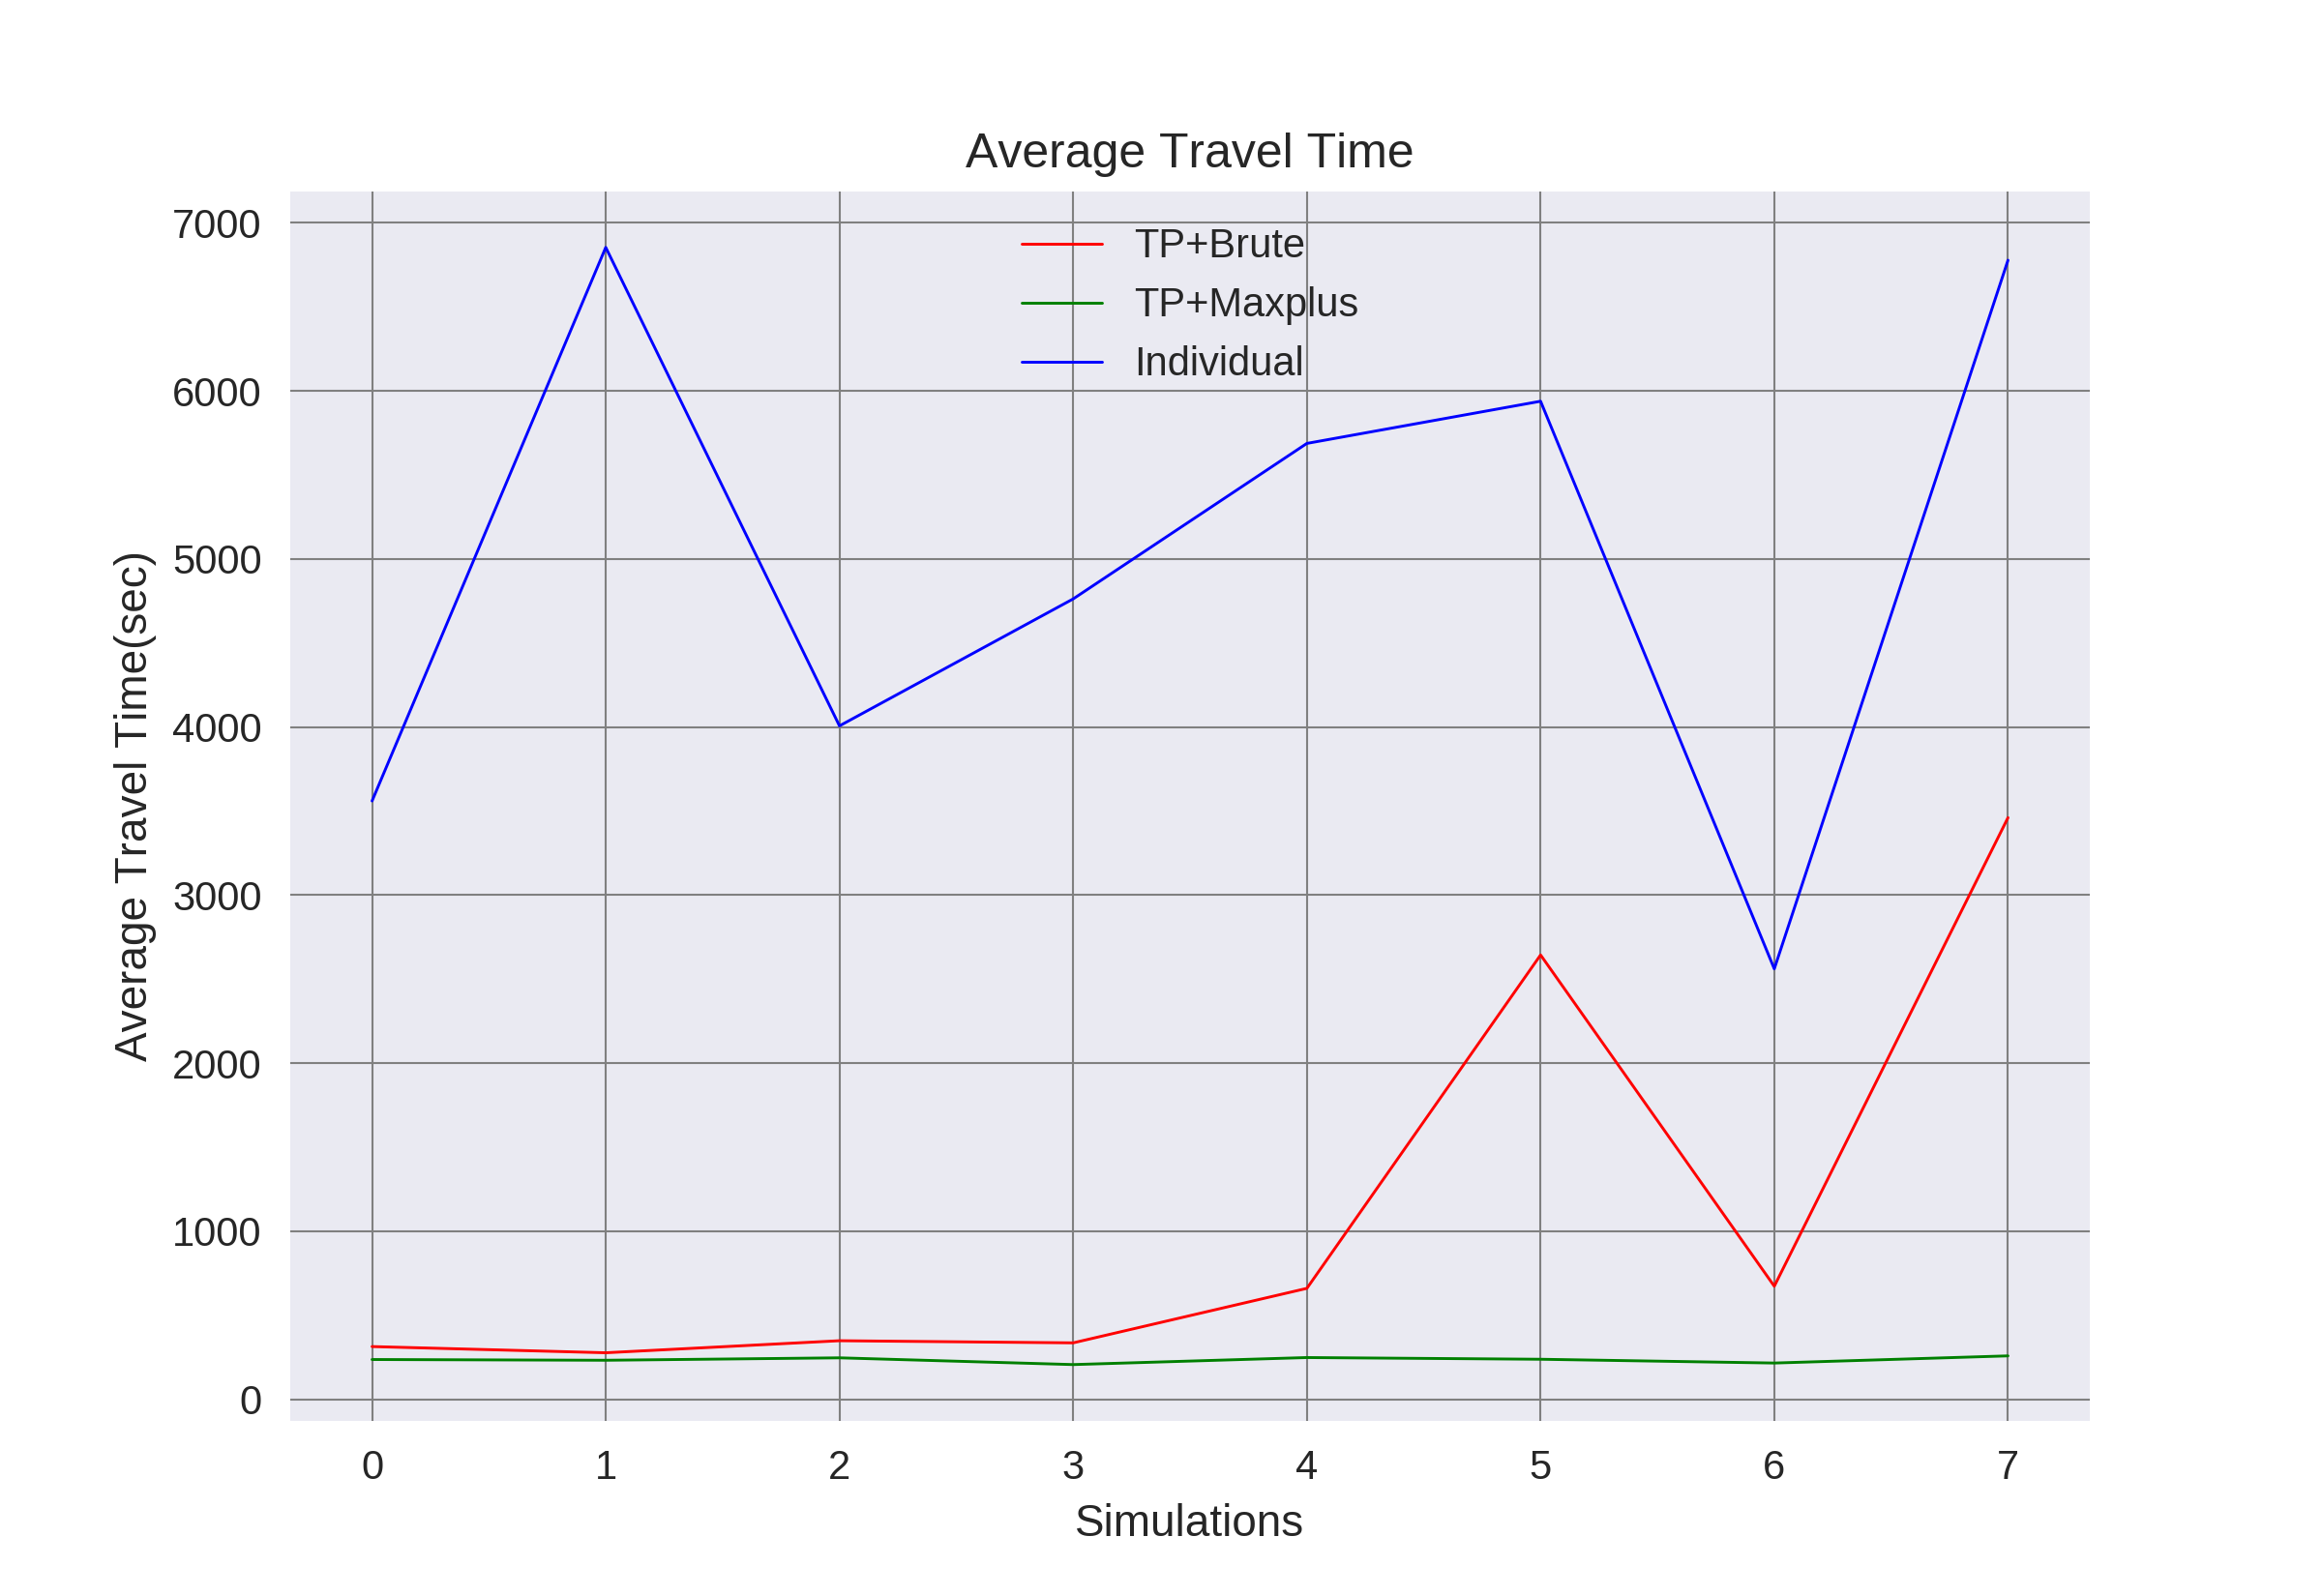 Average Travel Time
TP+Brute
TP+Maxplus
Individual
Average Travel Time(sec)
7000
6000
5000
4000
3000
2000
1000
0
0 1 2 3 4 5 6 7
Simulations